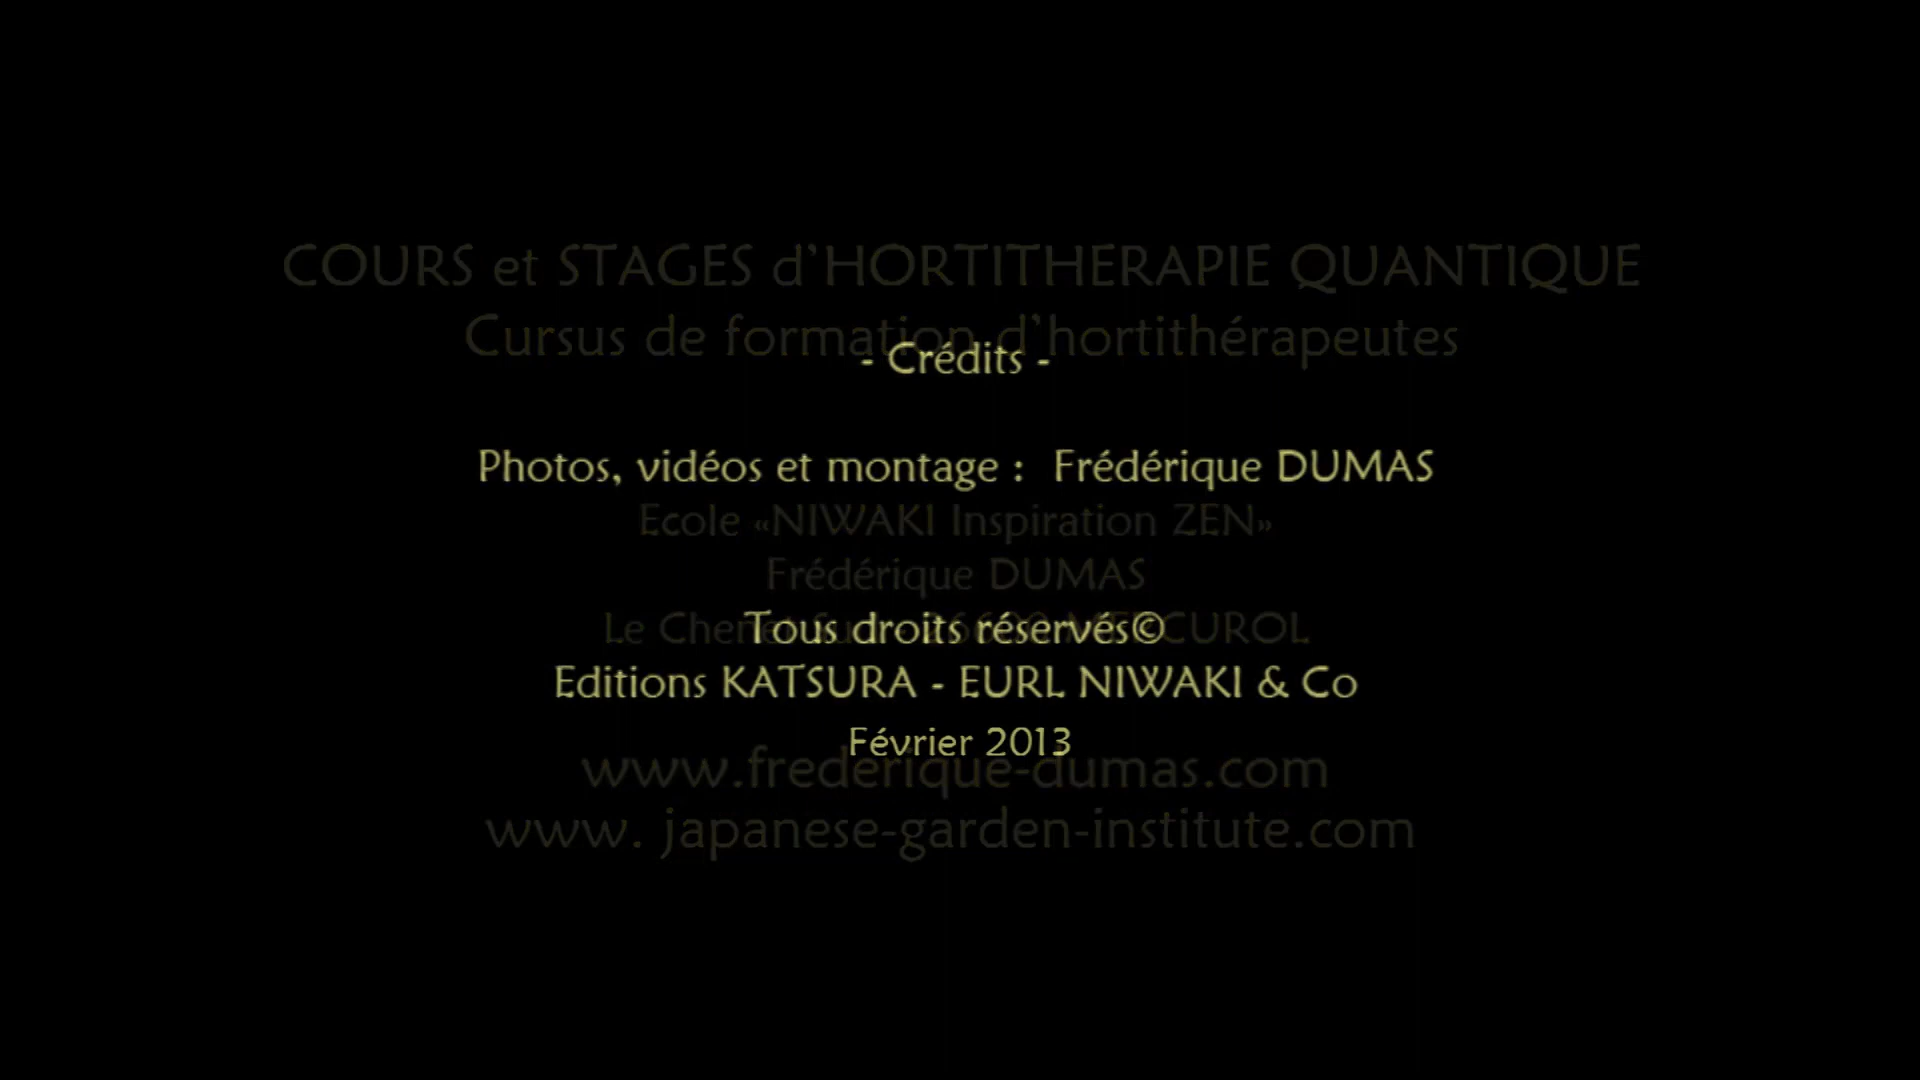 COURS et STAGES d’HORTITHERAPIE QUANTIQUE
Cursus de formation d’hortithérapeutes
- Crédits -
Photos, vidéos et montage : Frédérique DUMAS
Ecole «NIWAKI Inspiration ZEN»
Frédérique DUMAS
Le MERCUROL
Tous droits réservés©
Editions KATSURA - EURL NIWAKI & Co
Février 2013
www.frederique-dumas.com
www. japanese-garden-institute.com